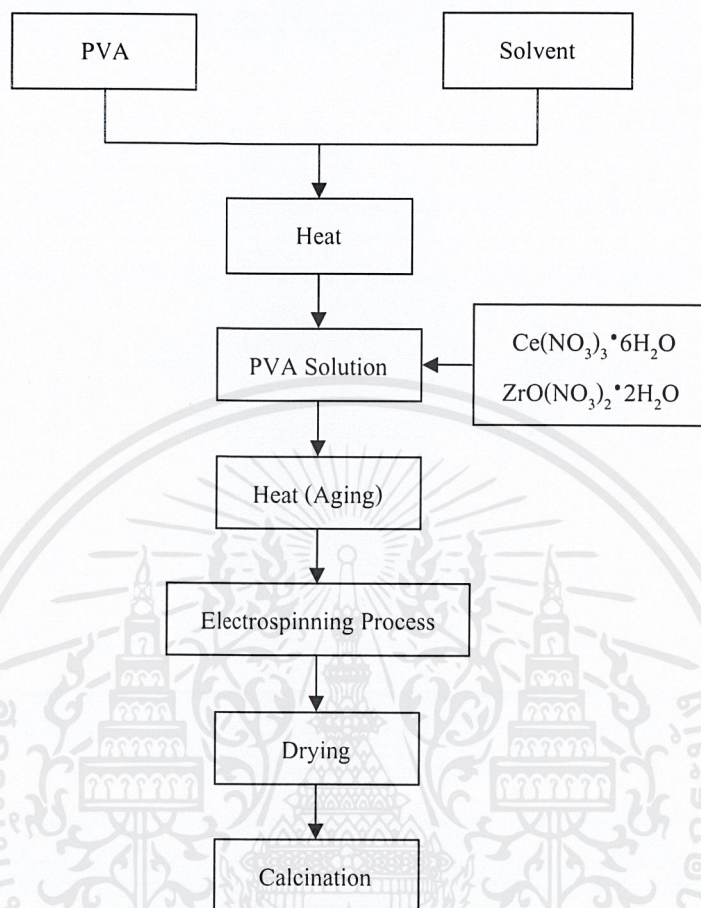 PVA
Solvent
Heat
PVA Solution
Ce(NO₃)₃•6H₂O
ZrO(NO₃)₂•2H₂O
Heat (Aging)
Electrospinning Process
Drying
Calcination